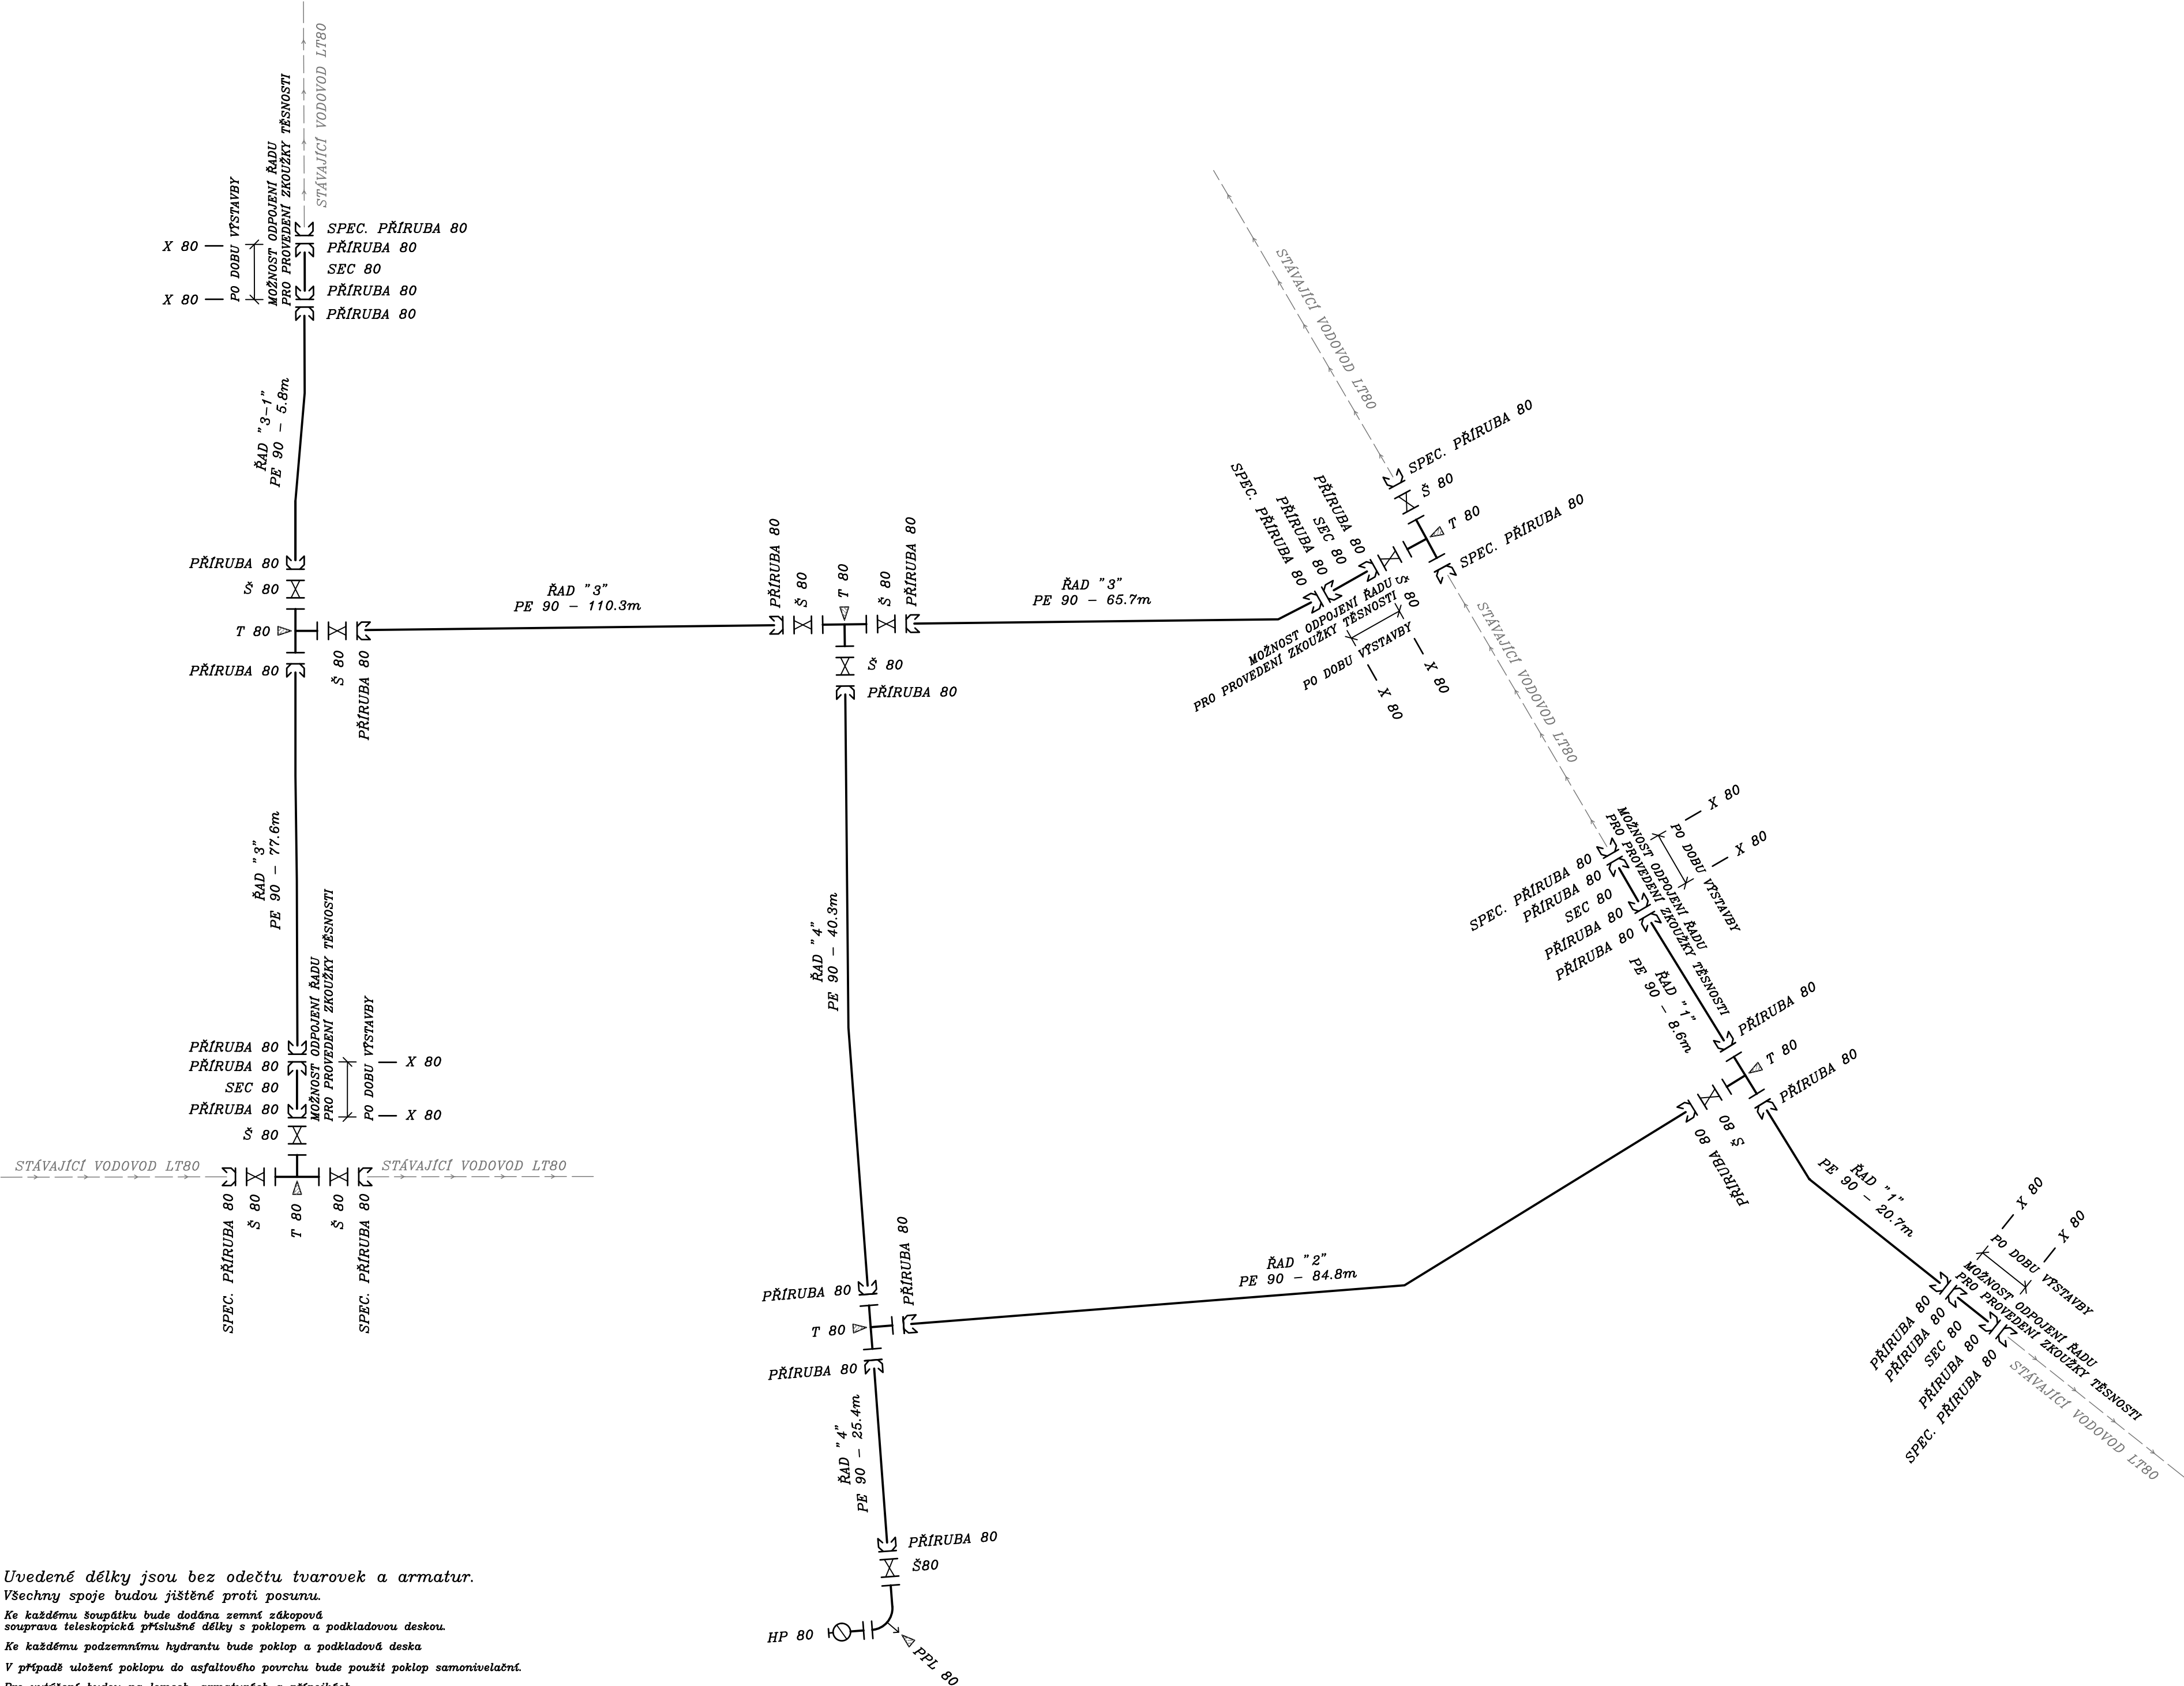 STÁVAJÍCÍ VODOVOD LT80
MOŽNOST ODPOJENÍ ŘADU
PRO PROVEDENÍ ZKOUŽKY TĚSNOSTI
PO DOBU VÝSTAVBY
X 80
X 80
SPEC. PŘÍRUBA 80
PŘÍRUBA 80
SEC 80
PŘÍRUBA 80
PŘÍRUBA 80
ŘAD "3-1"
PE 90 - 5.8m
PŘÍRUBA 80
Š 80
T 80
PŘÍRUBA 80
Š 80
PŘÍRUBA 80
ŘAD "3"
PE 90 - 110.3m
PŘÍRUBA 80
Š 80
T 80
Š 80
PŘÍRUBA 80
Š 80
PŘÍRUBA 80
ŘAD "3"
PE 90 - 65.7m
STÁVAJÍCÍ VODOVOD LT80
SPEC. PŘÍRUBA 80
PŘÍRUBA 80
SEC 80
PŘÍRUBA 80
Š 80
SPEC. PŘÍRUBA 80
Š 80
T 80
SPEC. PŘÍRUBA 80
MOŽNOST ODPOJENÍ ŘADU
PRO PROVEDENÍ ZKOUŽKY TĚSNOSTI
PO DOBU VÝSTAVBY
X 80
X 80
STÁVAJÍCÍ VODOVOD LT80
ŘAD "3"
PE 90 - 77.6m
PŘÍRUBA 80
PŘÍRUBA 80
SEC 80
PŘÍRUBA 80
Š 80
MOŽNOST ODPOJENÍ ŘADU
PRO PROVEDENÍ ZKOUŽKY TĚSNOSTI
PO DOBU VÝSTAVBY
X 80
X 80
STÁVAJÍCÍ VODOVOD LT80
STÁVAJÍCÍ VODOVOD LT80
SPEC. PŘÍRUBA 80
Š 80
T 80
Š 80
SPEC. PŘÍRUBA 80
ŘAD "4"
PE 90 - 40.3m
PŘÍRUBA 80
T 80
PŘÍRUBA 80
PŘÍRUBA 80
ŘAD "2"
PE 90 - 84.8m
SPEC. PŘÍRUBA 80
PŘÍRUBA 80
SEC 80
PŘÍRUBA 80
PŘÍRUBA 80
MOŽNOST ODPOJENÍ ŘADU
PRO PROVEDENÍ ZKOUŽKY TĚSNOSTI
PO DOBU VÝSTAVBY
X 80
X 80
ŘAD "1"
PE 90 - 8.6m
PŘÍRUBA 80
T 80
PŘÍRUBA 80
Š 80
PŘÍRUBA 80
ŘAD "1"
PE 90 - 20.7m
X 80
X 80
PO DOBU VÝSTAVBY
MOŽNOST ODPOJENÍ ŘADU
PRO PROVEDENÍ ZKOUŽKY TĚSNOSTI
PŘÍRUBA 80
PŘÍRUBA 80
SEC 80
PŘÍRUBA 80
SPEC. PŘÍRUBA 80
STÁVAJÍCÍ VODOVOD LT80
ŘAD "4"
PE 90 - 25.4m
PŘÍRUBA 80
Š80
HP 80
PPL 80
Uvedené délky jsou bez odečtu tvarovek a armatur.
Všechny spoje budou jištěné proti posunu.
Ke každému šoupátku bude dodána zemní zákopová
souprava teleskopická příslušné délky s poklopem a podkladovou deskou.
Ke každému podzemnímu hydrantu bude poklop a podkladová deska
V případě uložení poklopu do asfaltového povrchu bude použit poklop samonivelační.